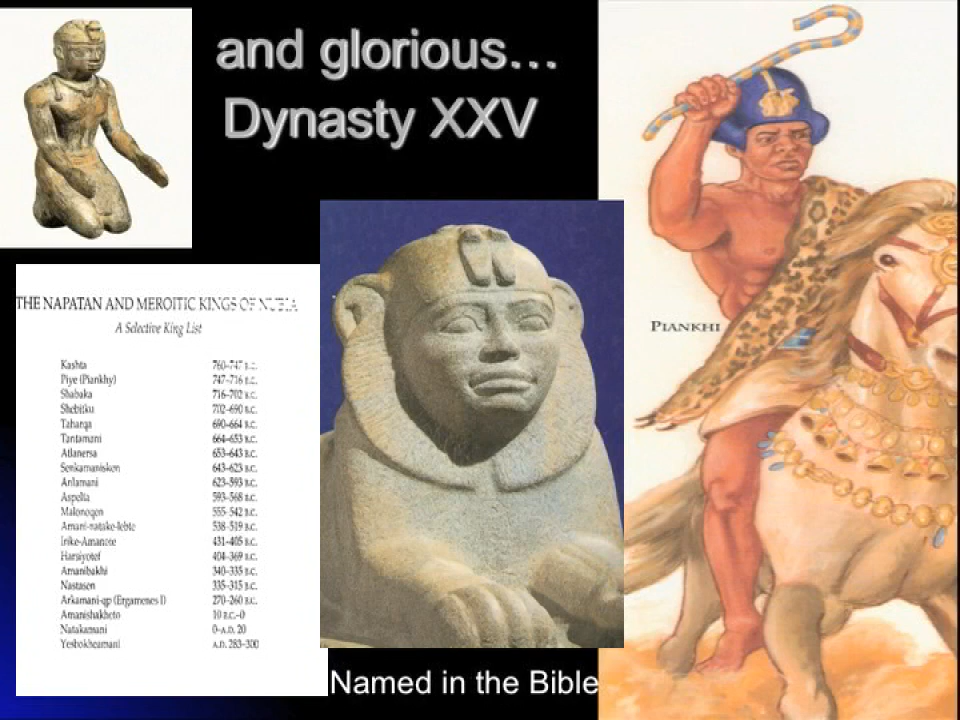 and glorious…
Dynasty XXV
THE NAPATAN AND MEROITIC KINGS OF NUBIA
A Selective King List
Kashta 760–747 B.C.
Piye (Piankhy) 747–716 B.C.
Shabaka 716–702 B.C.
Shebitku 702–690 B.C.
Taharqa 690–664 B.C.
Tantamani 664–653 B.C.
Atlanersa 653–643 B.C.
Senkamanisken 643–623 B.C.
Anlamani 623–593 B.C.
Aspelta 593–568 B.C.
Malonoqen 555–542 B.C.
Amani-natake-lebte 538–519 B.C.
Irike-Amanote 431–405 B.C.
Harsiyotef 404–369 B.C.
Amanibakhi 340–335 B.C.
Nastasen 335–315 B.C.
Arkamani-qp (Ergamenes I) 270–260 B.C.
Amanishakheto 10 B.C.–0
Natakamani 0–A.D. 20
Yesbokheamani A.D. 283–300
PIANKHI
Named in the Bible